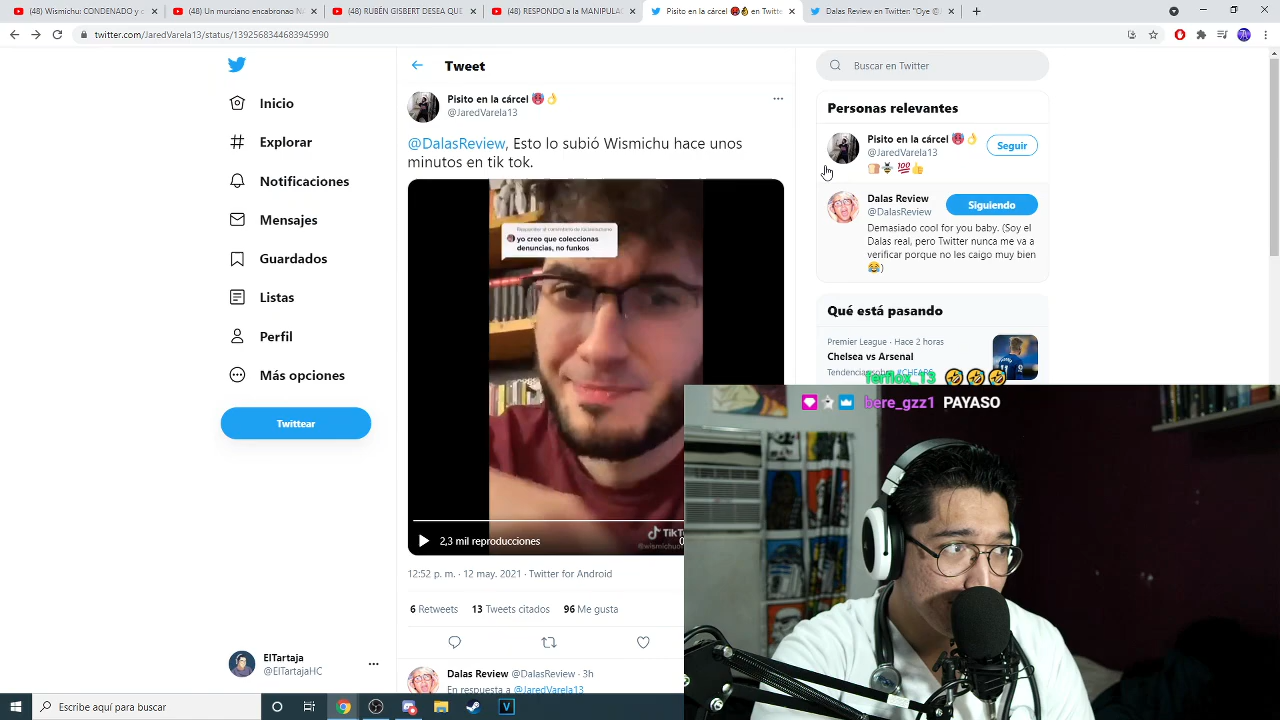 (48) Wismichu: CONDENADO y c
(48) Un murciano encabronao N
(48) RUBÉN GISBERT DESEA QUE
(48) RESPONDO a la MANIPULAC
Pisito en la cárcel
en Twitte
Dalas Review en Twitter: "Oye @
twitter.com/JaredVarela13/status/1392568344683945990
Inicio
Explorar
Notificaciones
Mensajes
Guardados
Listas
Perfil
Más opciones
Twittear
ElTartaja
@ElTartajaHC
Tweet
Pisito en la cárcel
@JaredVarela13
@DalasReview, Esto lo subió Wismichu hace unos
minutos en tik tok.
yo creo que coleccionas
denuncias, no funkos
2,3 mil reproducciones
TikT
12:52 p. m. · 12 may. 2021 · Twitter for Android
6 Retweets 13 Tweets citados 96 Me gusta
Dalas Review @DalasReview · 3h
En respuesta a @JaredVarela13
Buscar en Twitter
Personas relevantes
Pisito en la cárcel
@JaredVarela13
Seguir
Dalas Review
@DalasReview
Siguiendo
Demasiado cool for you baby. (Soy el
Dalas real, pero Twitter nunca me va a
verificar porque no les caigo muy bien
)
Qué está pasando
Premier League · Hace 2 horas
Chelsea vs Arsenal
ferflox_13
bere_gzz1 PAYASO
Escribe aquí para buscar